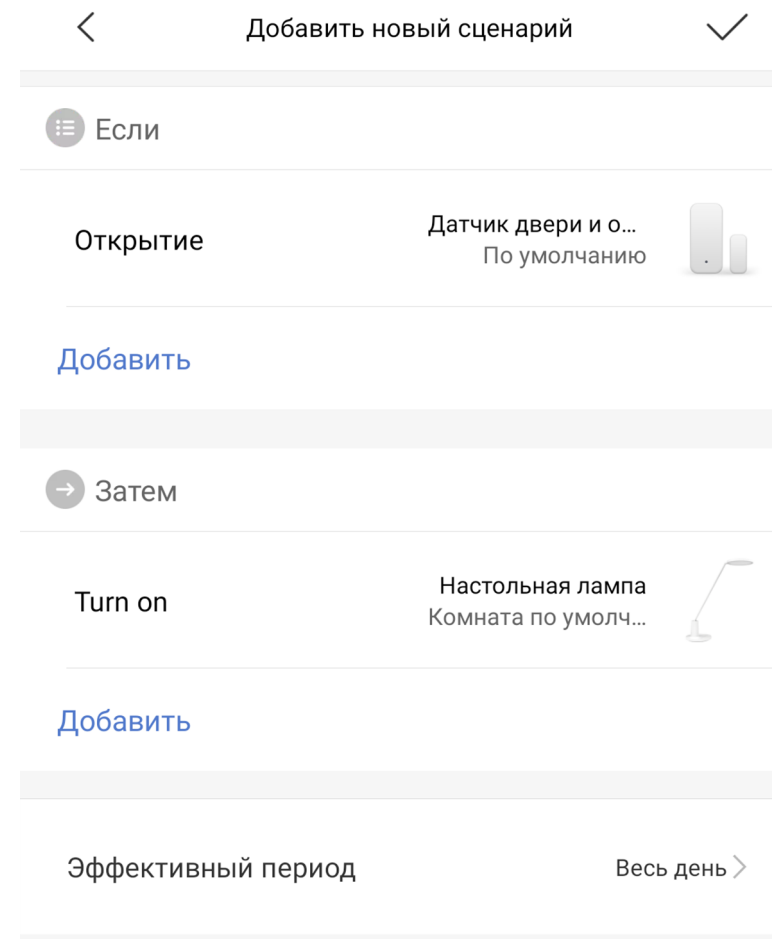 Добавить новый сценарий
Если
Открытие
Датчик двери и о...
По умолчанию
Добавить
Затем
Turn on
Настольная лампа
Комната по умолч...
Добавить
Эффективный период
Весь день